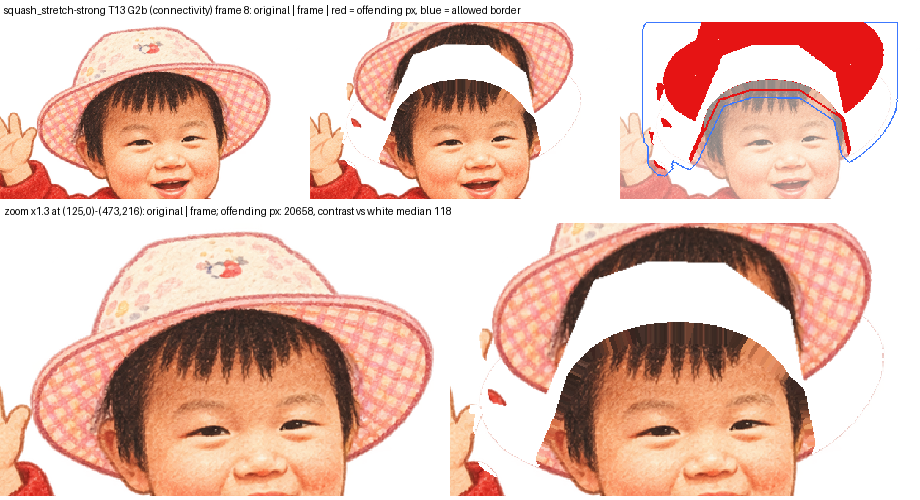 squash_stretch-strong T13 G2b (connectivity) frame 8: original | frame | red = offending px, blue = allowed border
zoom x1.3 at (125,0)-(473,216): original | frame; offending px: 20658, contrast vs white median 118